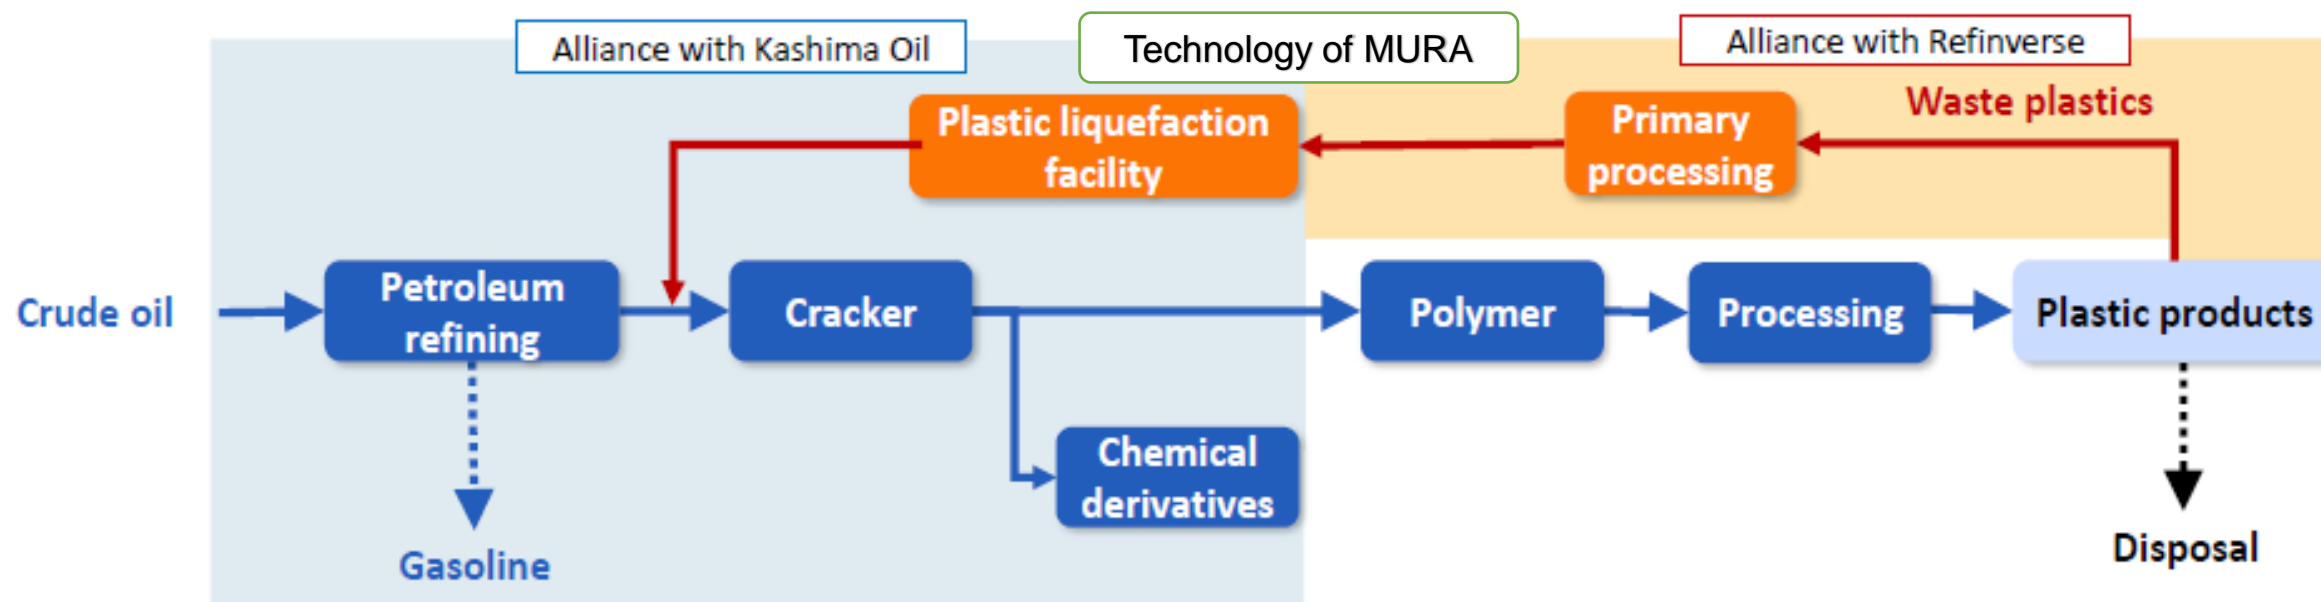 Alliance with Kashima Oil
Technology of MURA
Alliance with Refinverse
Waste plastics
Plastic liquefaction
facility
Primary
processing
Crude oil
Petroleum
refining
Cracker
Polymer
Processing
Plastic products
Chemical
derivatives
Gasoline
Disposal